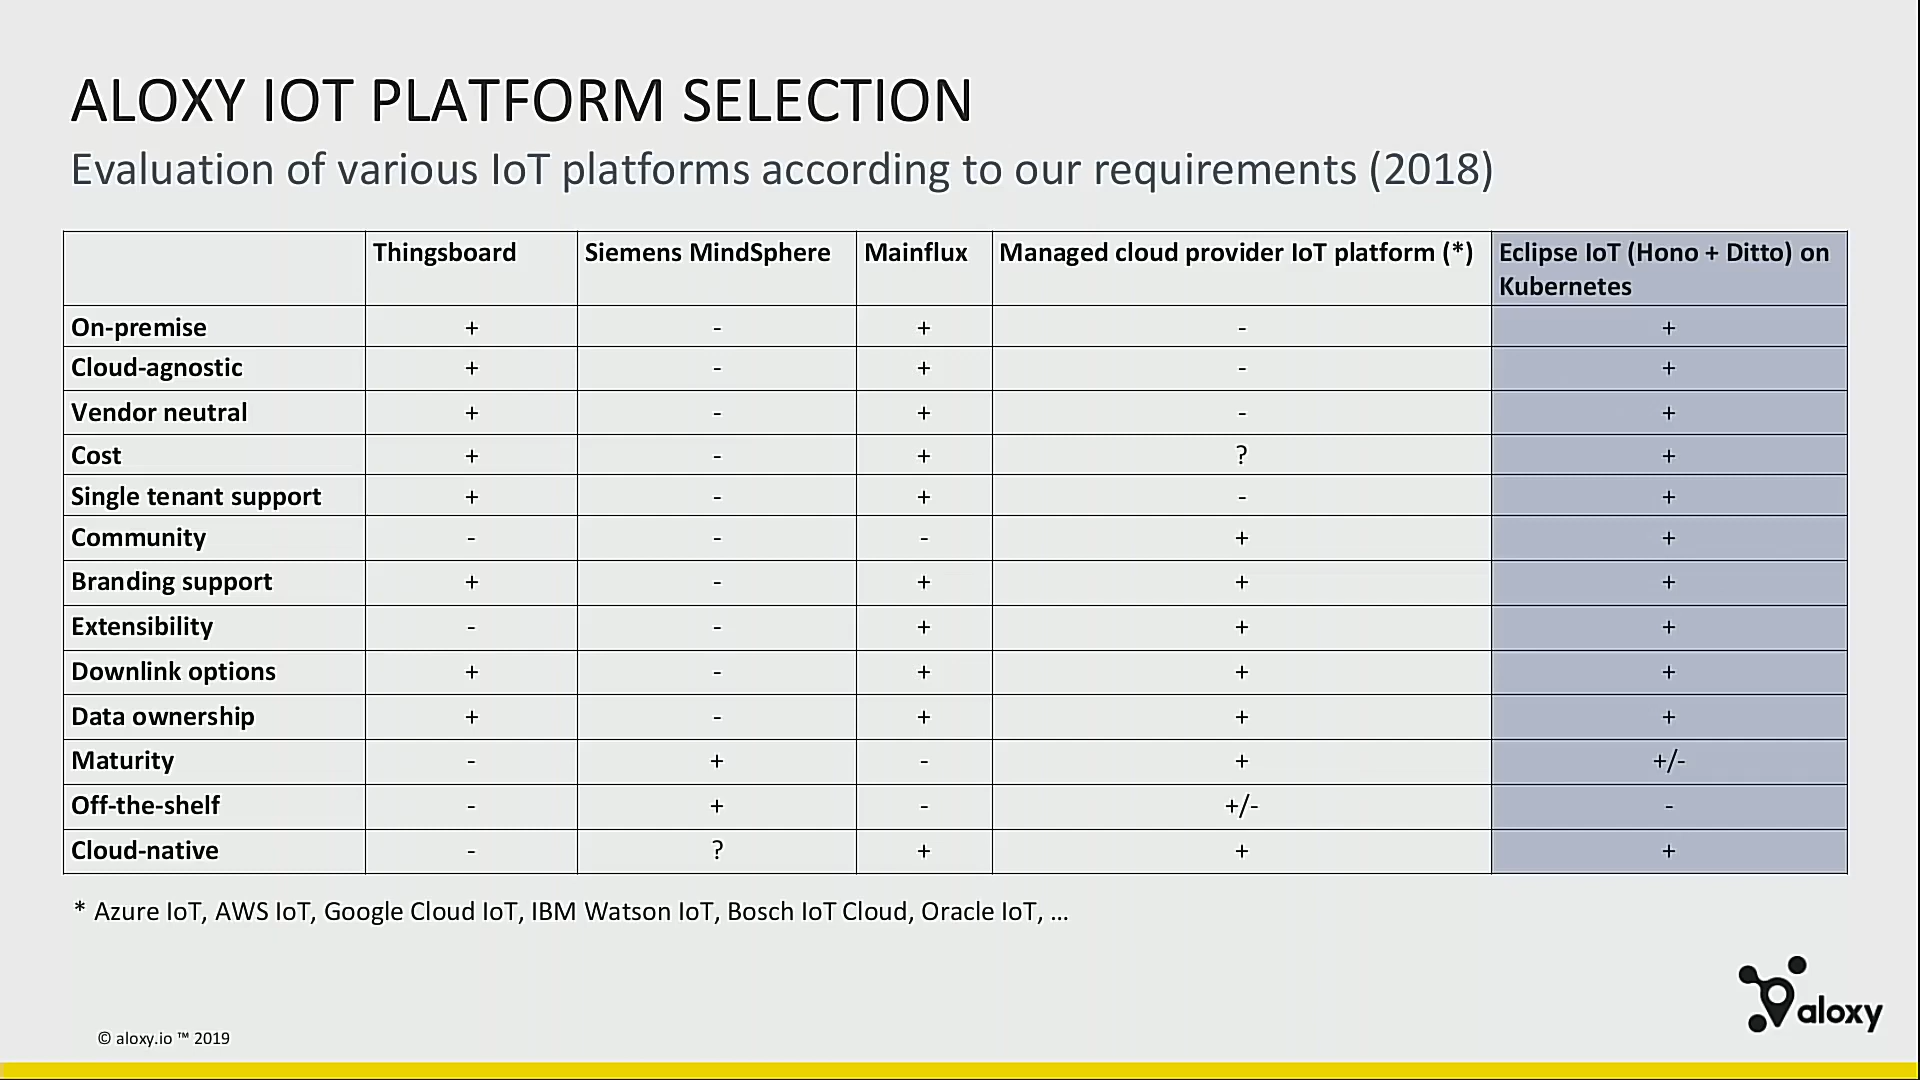 ALOXY IOT PLATFORM SELECTION
Evaluation of various IoT platforms according to our requirements (2018)
Thingsboard Siemens MindSphere Mainflux Managed cloud provider IoT platform (*) Eclipse IoT (Hono + Ditto) on
Kubernetes
On-premise + - + - +
Cloud-agnostic + - + - +
Vendor neutral + - + - +
Cost + - + ? +
Single tenant support + - + - +
Community - - - + +
Branding support + - + + +
Extensibility - - + + +
Downlink options + - + + +
Data ownership + - + + +
Maturity - + - + +/-
Off-the-shelf - + - +/- -
Cloud-native - ? + + +
* Azure IoT, AWS IoT, Google Cloud IoT, IBM Watson IoT, Bosch IoT Cloud, Oracle IoT, ...
aloxy
© aloxy.io ™ 2019